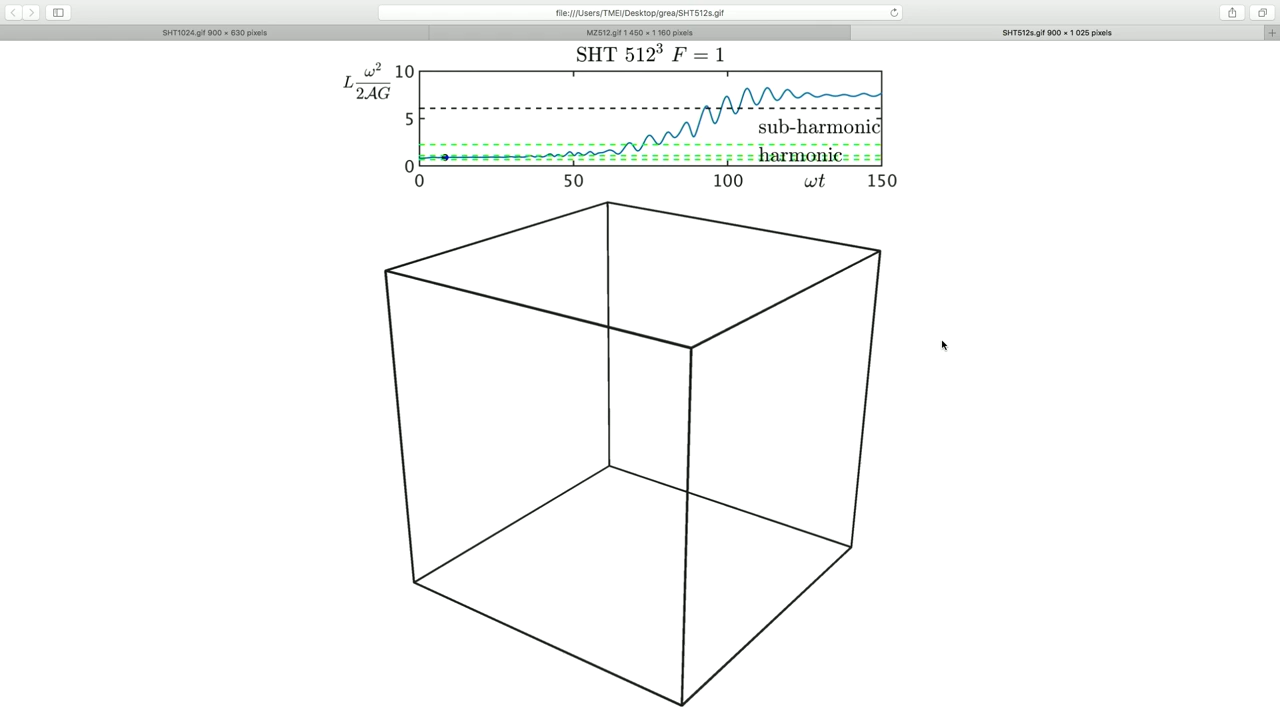 file:///Users/TMEI/Desktop/grea/SHT512s.gif
SHT1024.gif 900 × 630 pixels
MZ512.gif 1 450 × 1 160 pixels
SHT512s.gif 900 × 1 025 pixels
SHT 512³ F = 1
L ω²/2𝒜G
10
5
0
sub-harmonic
harmonic
0 50 100 ωt 150